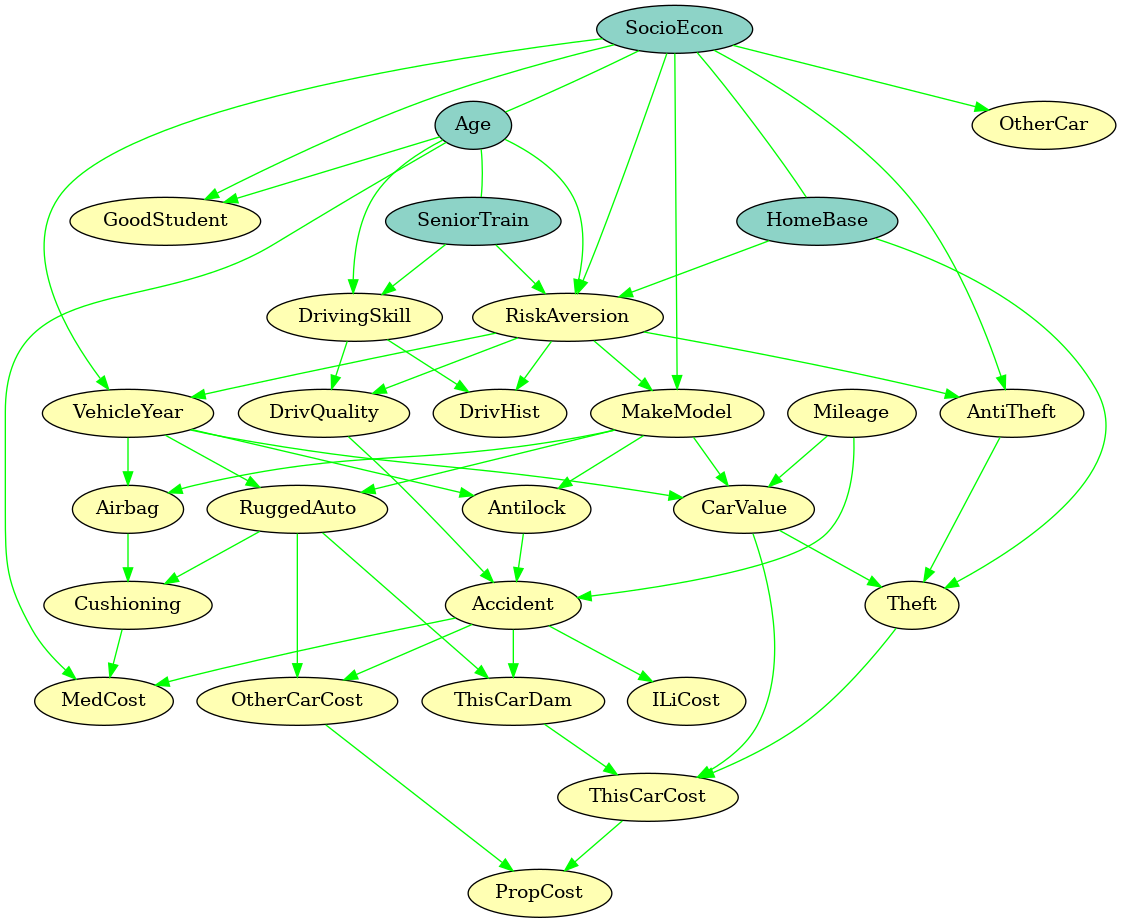 SocioEcon
Age
OtherCar
GoodStudent
SeniorTrain
HomeBase
DrivingSkill
RiskAversion
VehicleYear
DrivQuality
DrivHist
MakeModel
Mileage
AntiTheft
Airbag
RuggedAuto
Antilock
CarValue
Cushioning
Accident
Theft
MedCost
OtherCarCost
ThisCarDam
ILiCost
ThisCarCost
PropCost